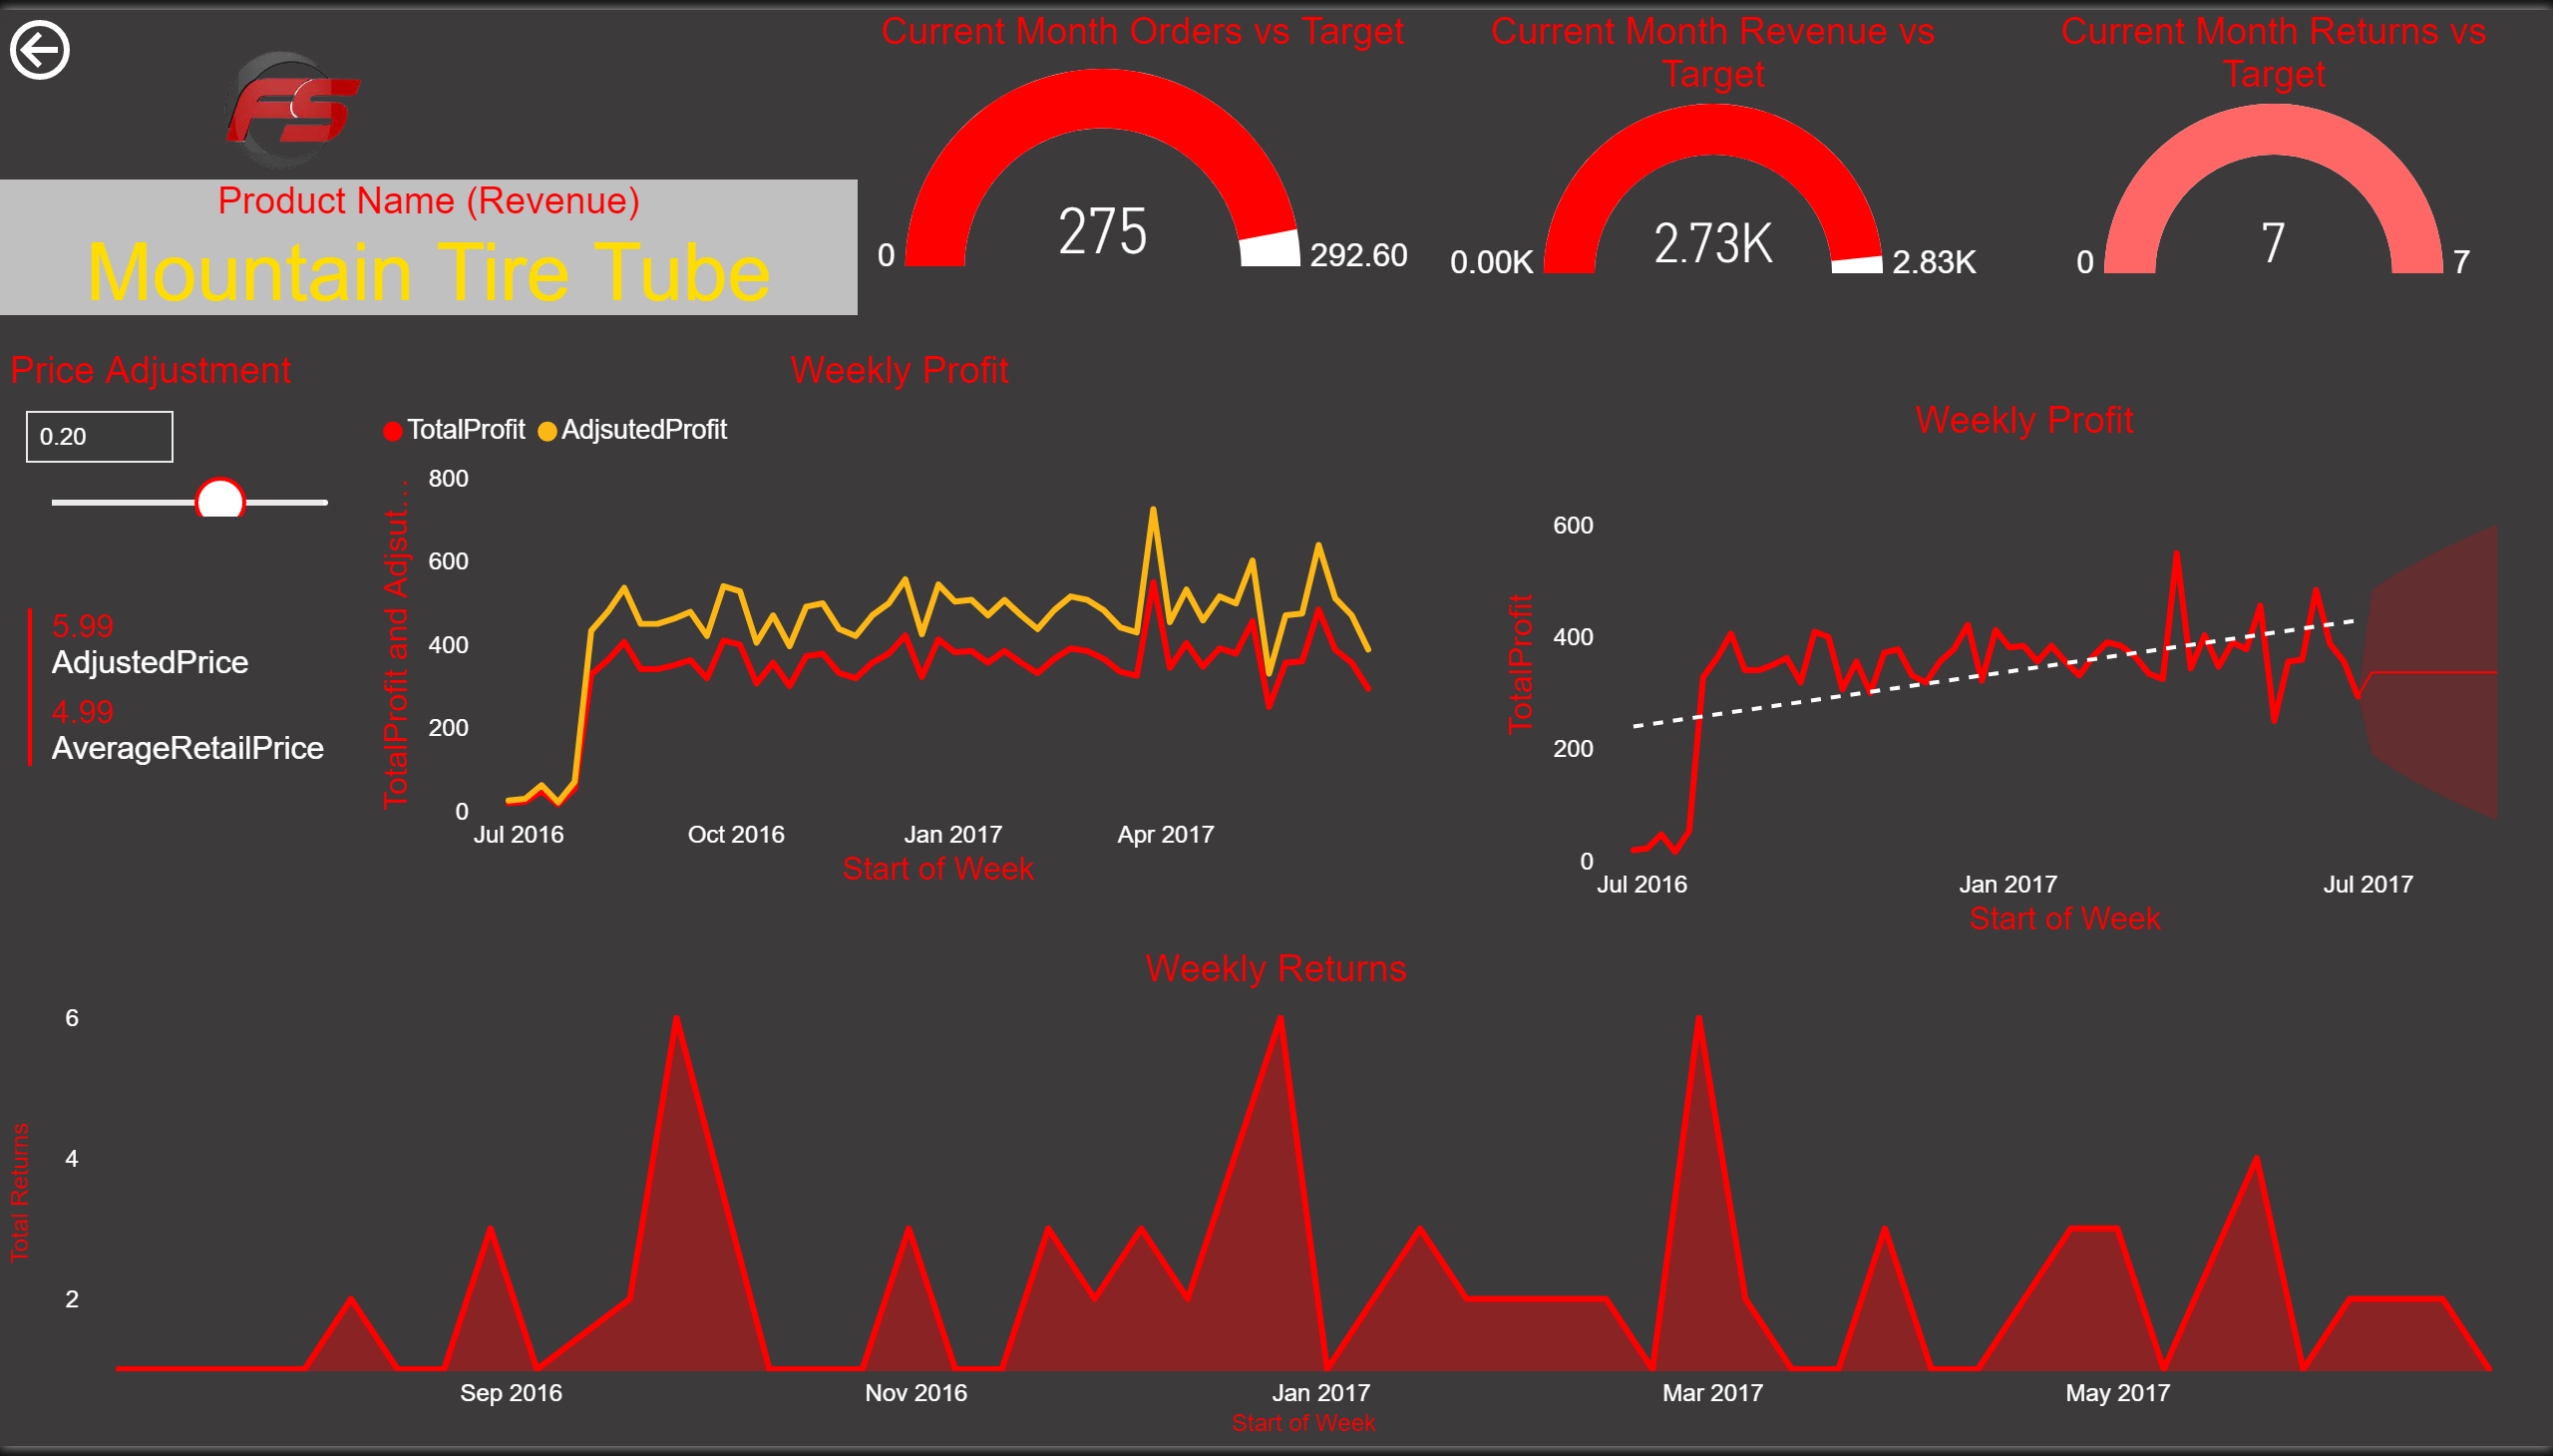 FS
Current Month Orders vs Target
275
0
292.60
Current Month Revenue vs
Target
2.73K
0.00K
2.83K
Current Month Returns vs
Target
7
0
7
Product Name (Revenue)
Mountain Tire Tube
Price Adjustment
0.20
5.99
AdjustedPrice
4.99
AverageRetailPrice
Weekly Profit
TotalProfit
AdjsutedProfit
TotalProfit and Adjsut...
800
600
400
200
0
Jul 2016
Oct 2016
Jan 2017
Apr 2017
Start of Week
Weekly Profit
TotalProfit
600
400
200
0
Jul 2016
Jan 2017
Jul 2017
Start of Week
Weekly Returns
Total Returns
6
4
2
Sep 2016
Nov 2016
Jan 2017
Mar 2017
May 2017
Start of Week